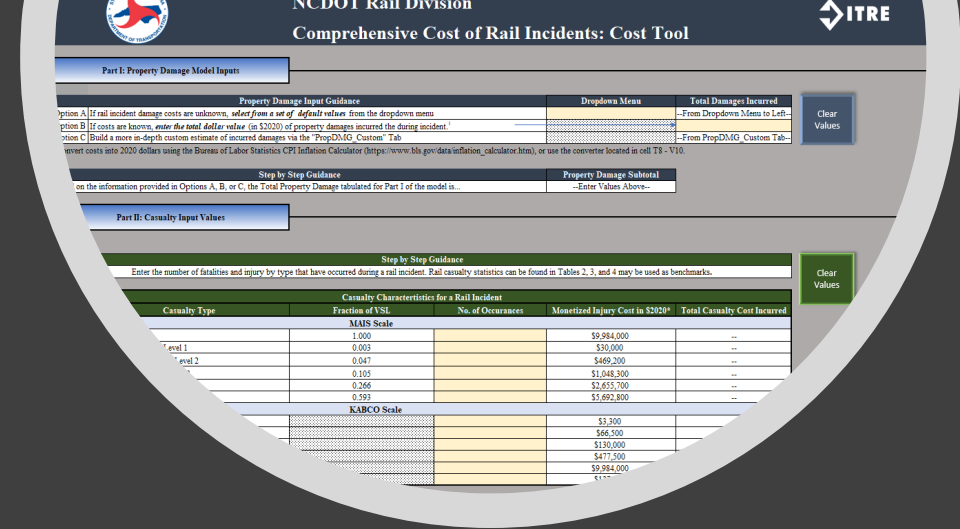 NCDOT Rail Division
ITRE
Comprehensive Cost of Rail Incidents: Cost Tool
DEPARTMENT OF TRANSPORTATION
Part I: Property Damage Model Inputs
Property Damage Input Guidance Dropdown Menu Total Damages Incurred
Option A If rail incident damage costs are unknown, select from a set of default values from the dropdown menu --From Dropdown Menu to Left--
ption B If costs are known, enter the total dollar value (in $2020) of property damages incurred during the incident.¹
ption C Build a more in-depth custom estimate of incurred damages via the "PropDMG_Custom" Tab --From PropDMG_Custom Tab--
Clear
Values
nvert costs into 2020 dollars using the Bureau of Labor Statistics CPI Inflation Calculator (https://www.bls.gov/data/inflation_calculator.htm), or use the converter located in cell T8 - V10.
Step by Step Guidance Property Damage Subtotal
on the information provided in Options A, B, or C, the Total Property Damage tabulated for Part I of the model is... --Enter Values Above--
Part II: Casualty Input Values
Step by Step Guidance
Enter the number of fatalities and injury by type that have occurred during a rail incident. Rail casualty statistics can be found in Tables 2, 3, and 4 may be used as benchmarks.
Clear
Values
Casualty Charactertistics for a Rail Incident
Casualty Type Fraction of VSL No. of Occurances Monetized Injury Cost in $2020* Total Casualty Cost Incurred
MAIS Scale
1.000 $9,984,000 --
Level 1 0.003 $30,000 --
Level 2 0.047 $469,200 --
0.105 $1,048,300 --
0.266 $2,655,700 --
0.593 $5,692,800 --
KABCO Scale
$3,300
$66,500
$130,000
$477,500
$9,984,000